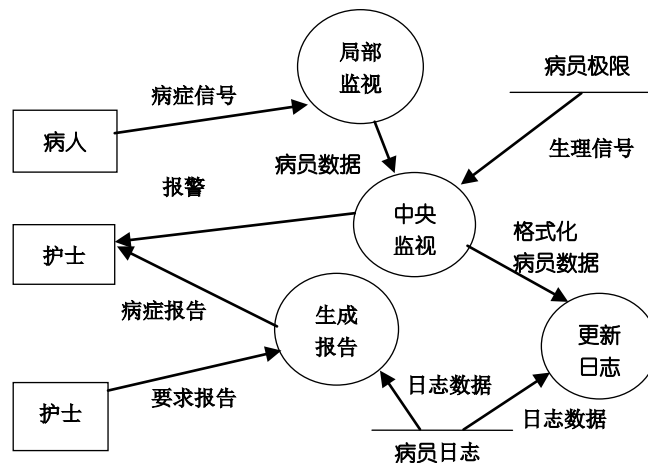 局部
监视
病员极限
病症信号
病人
生理信号
病员数据
报警
中央
监视
格式化
病员数据
护士
病症报告
生成
报告
更新
日志
护士
要求报告
日志数据
日志数据
病员日志